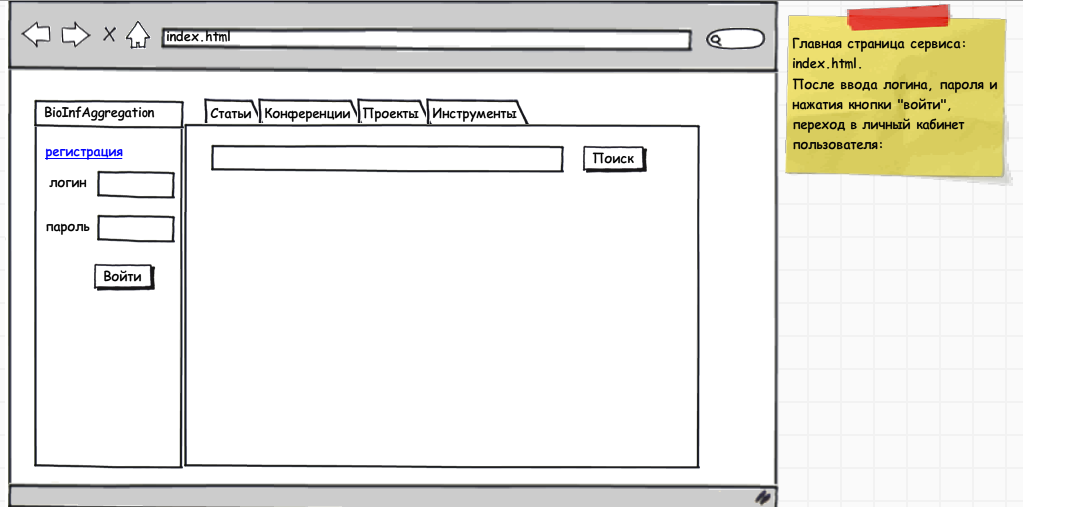 index.html
BioInfAggregation
Статьи Конференции Проекты Инструменты
регистрация
Поиск
логин
пароль
Войти
Главная страница сервиса:
index.html.
После ввода логина, пароля и
нажатия кнопки "войти",
переход в личный кабинет
пользователя: